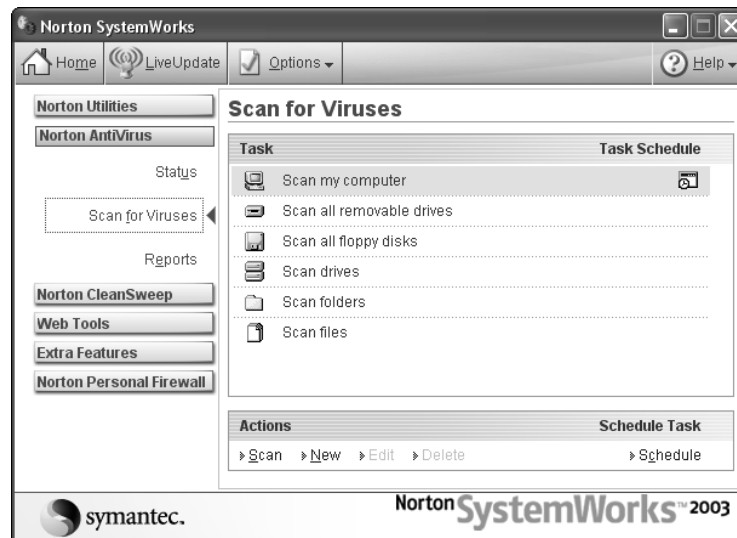 Norton SystemWorks
Home LiveUpdate Options Help
Norton Utilities
Norton AntiVirus
Status
Scan for Viruses
Reports
Norton CleanSweep
Web Tools
Extra Features
Norton Personal Firewall
Scan for Viruses
Task Task Schedule
Scan my computer
Scan all removable drives
Scan all floppy disks
Scan drives
Scan folders
Scan files
Actions Schedule Task
Scan New Edit Delete Schedule
symantec.
Norton SystemWorks™ 2003